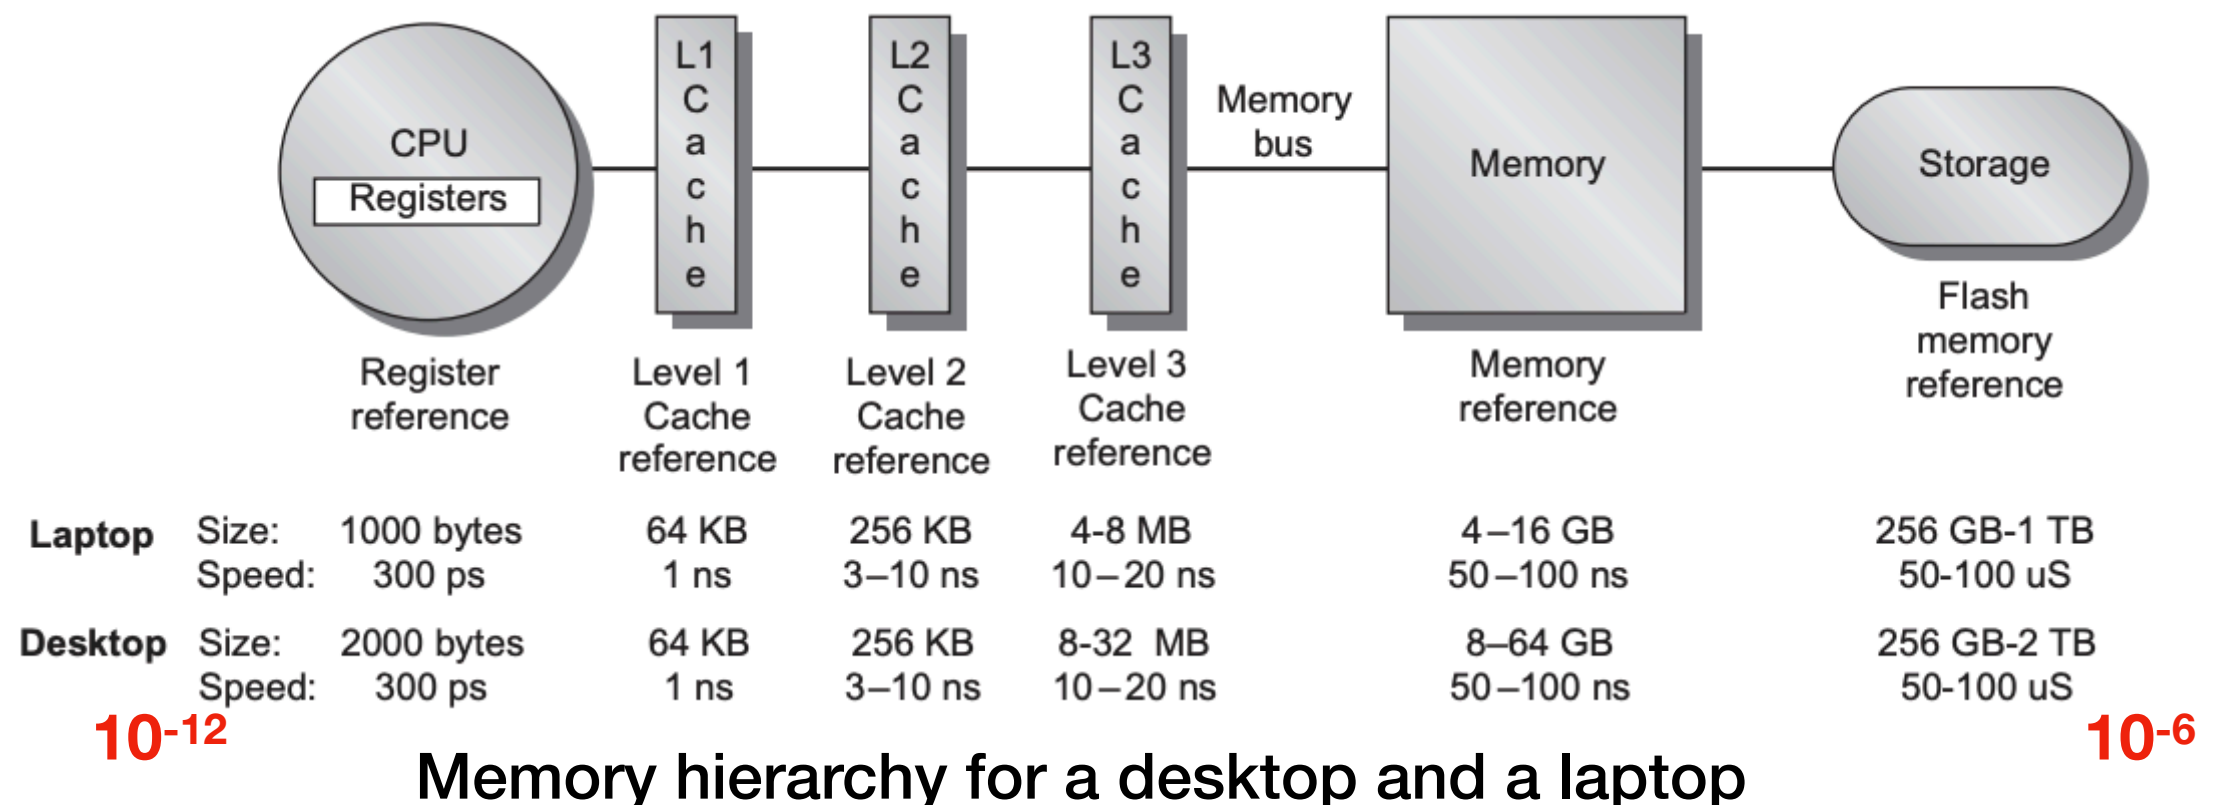 CPU
Registers
L1
C
a
c
h
e
L2
C
a
c
h
e
L3
C
a
c
h
e
Memory
bus
Memory
Storage
Register
reference
Level 1
Cache
reference
Level 2
Cache
reference
Level 3
Cache
reference
Memory
reference
Flash
memory
reference
Laptop Size: 1000 bytes 64 KB 256 KB 4-8 MB 4–16 GB 256 GB-1 TB
Speed: 300 ps 1 ns 3–10 ns 10–20 ns 50–100 ns 50-100 uS
Desktop Size: 2000 bytes 64 KB 256 KB 8-32 MB 8–64 GB 256 GB-2 TB
Speed: 300 ps 1 ns 3–10 ns 10–20 ns 50–100 ns 50-100 uS
10-12 10-6
Memory hierarchy for a desktop and a laptop